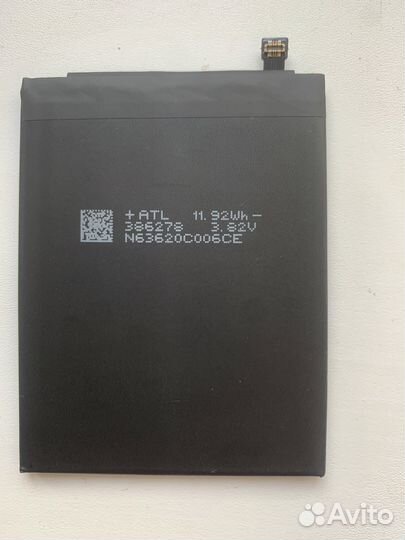 +ATL 11.92Wh-
386278 3.82V
N63620C006CE
Avito